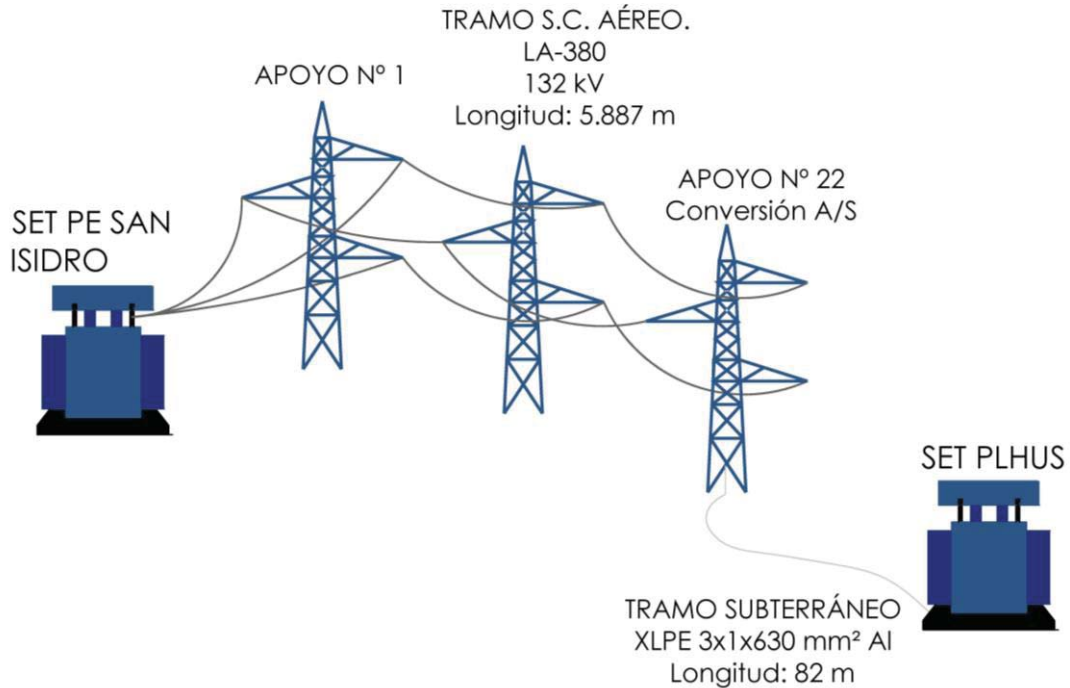 TRAMO S.C. AÉREO.
LA-380
132 kV
Longitud: 5.887 m
APOYO Nº 1
APOYO Nº 22
Conversión A/S
SET PE SAN
ISIDRO
SET PLHUS
TRAMO SUBTERRÁNEO
XLPE 3x1x630 mm² Al
Longitud: 82 m